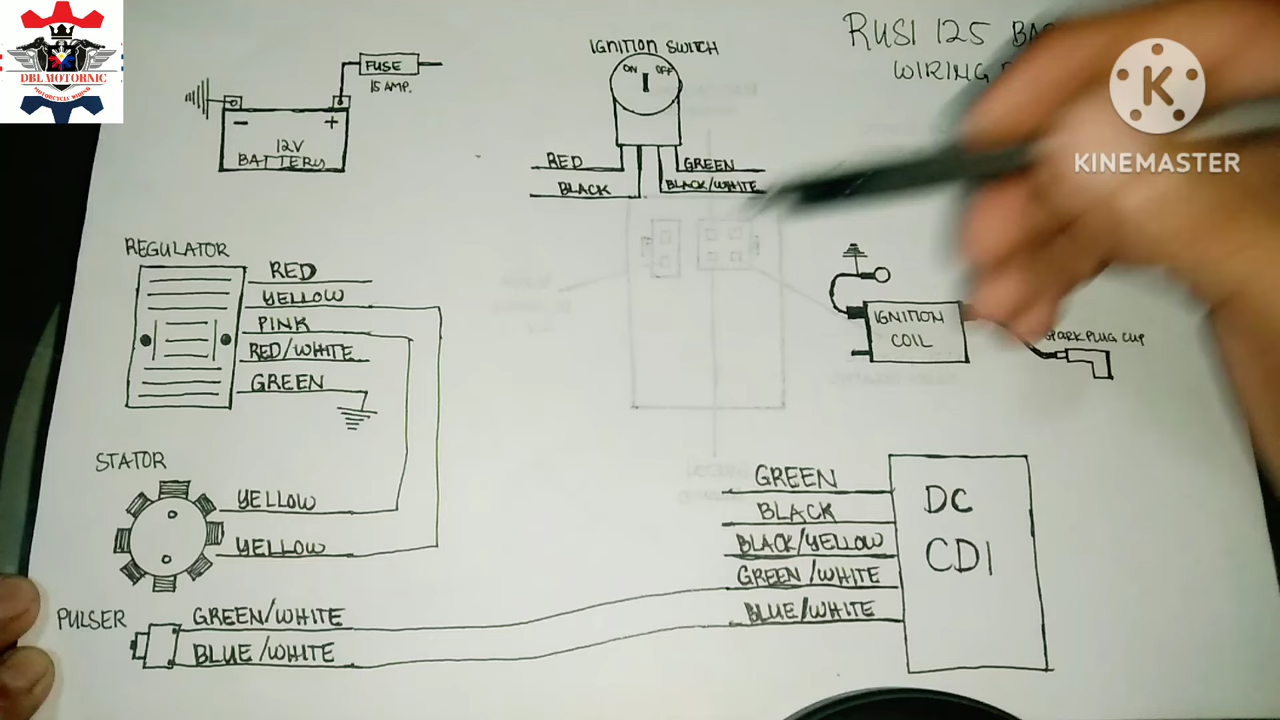 DBL MOTORNIC
MOTORCYCLE WIRING
RUSI 125
WIRING
KINEMASTER
FUSE
15 AMP.
-
+
12V
BATTERY
IGNITION SWITCH
ON
OFF
RED
GREEN
BLACK
BLACK/WHITE
REGULATOR
RED
YELLOW
PINK
RED/WHITE
GREEN
IGNITION
COIL
SPARK PLUG CUP
STATOR
YELLOW
YELLOW
PULSER
GREEN/WHITE
BLUE/WHITE
GREEN
BLACK
BLACK/YELLOW
GREEN/WHITE
BLUE/WHITE
DC
CDI